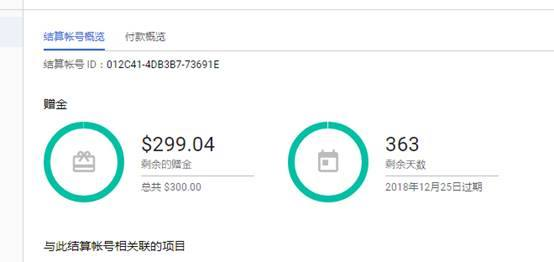 结算帐号概览 付款概览
结算帐号 ID：012C41-4DB3B7-73691E
赠金
$299.04 363
剩余的赠金 剩余天数
总共 $300.00 2018年12月25日过期
与此结算帐号相关联的项目